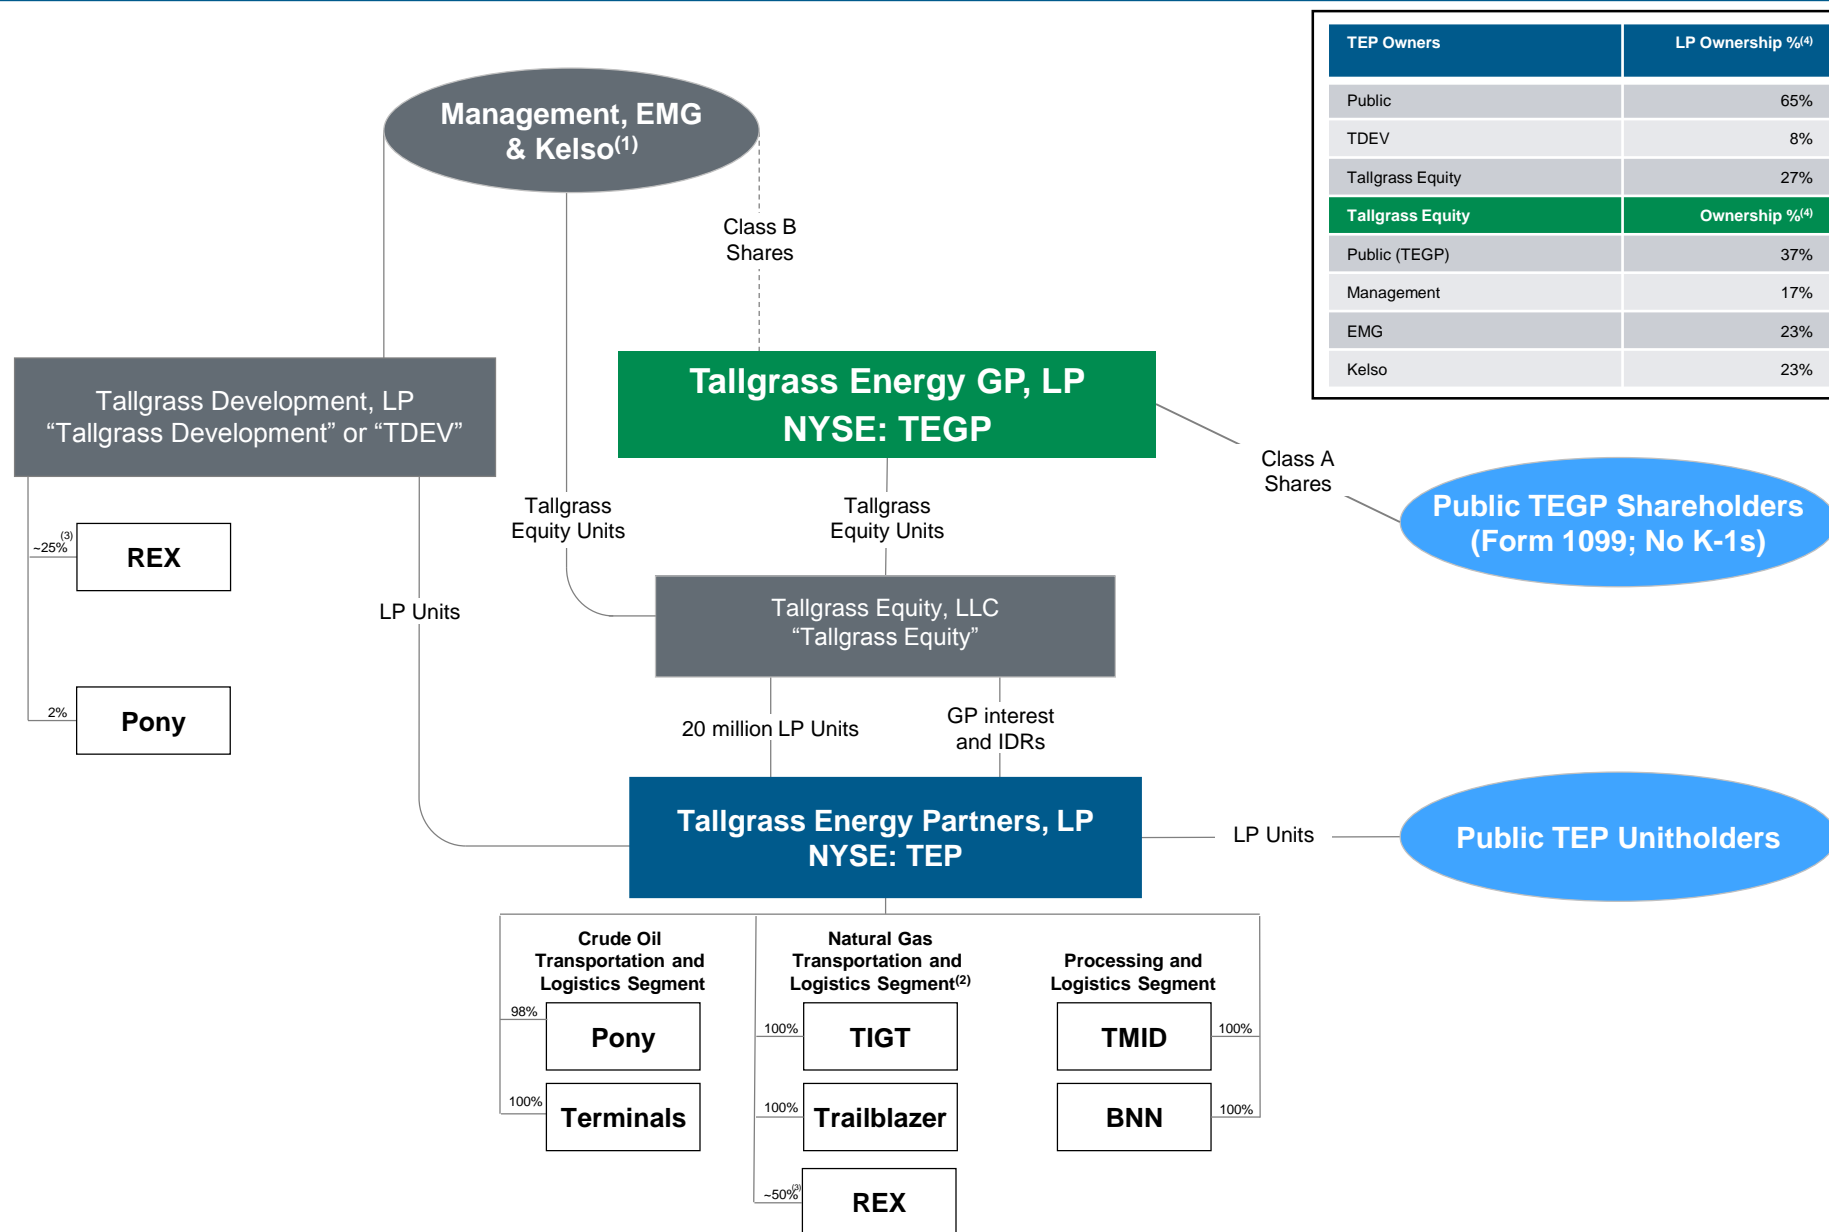 TEP Owners LP Ownership %(4)
Public 65%
TDEV 8%
Tallgrass Equity 27%
Tallgrass Equity Ownership %(4)
Public (TEGP) 37%
Management 17%
EMG 23%
Kelso 23%
Management, EMG
& Kelso(1)
Class B
Shares
Tallgrass Development, LP
“Tallgrass Development” or “TDEV”
Tallgrass Energy GP, LP
NYSE: TEGP
Class A
Shares
Public TEGP Shareholders
(Form 1099; No K-1s)
Tallgrass
Equity Units
Tallgrass
Equity Units
~25%(3)
REX
LP Units
Tallgrass Equity, LLC
“Tallgrass Equity”
2%
Pony
20 million LP Units
GP interest
and IDRs
Tallgrass Energy Partners, LP
NYSE: TEP
LP Units
Public TEP Unitholders
Crude Oil
Transportation and
Logistics Segment
98%
Pony
100%
Terminals
Natural Gas
Transportation and
Logistics Segment(2)
100%
TIGT
100%
Trailblazer
~50%(3)
REX
Processing and
Logistics Segment
TMID
100%
BNN
100%